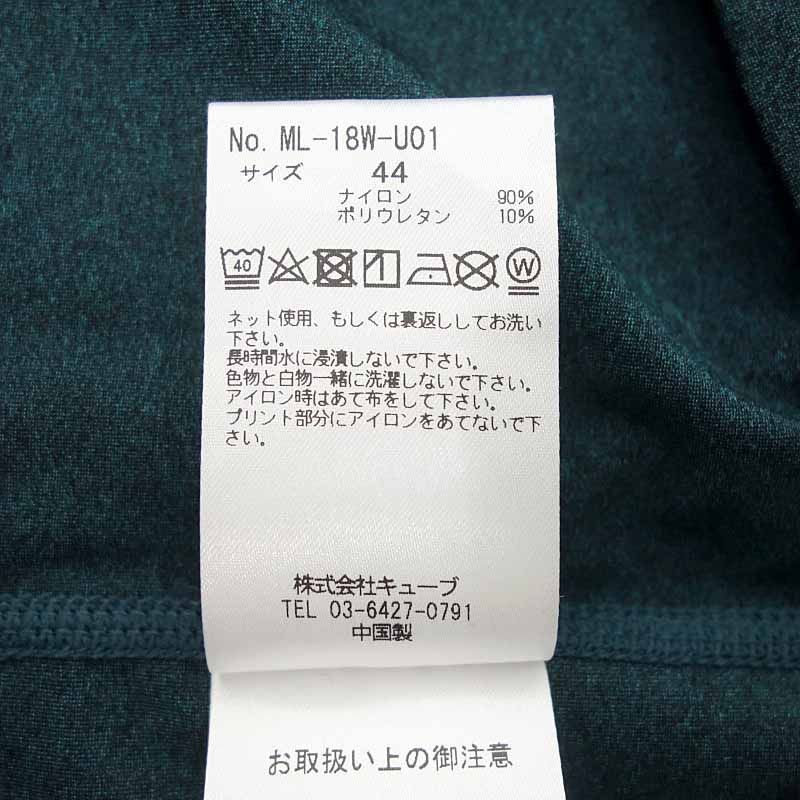 No. ML-18W-U01
サイズ 44
ナイロン 90%
ポリウレタン 10%
40 W
ネット使用、もしくは裏返ししてお洗い
下さい。
長時間水に浸漬しないで下さい。
色物と白物一緒に洗濯しないで下さい。
アイロン時はあて布をして下さい。
プリント部分にアイロンをあてないで下
さい。
株式会社キューブ
TEL 03-6427-0791
中国製
お取扱い上の御注意